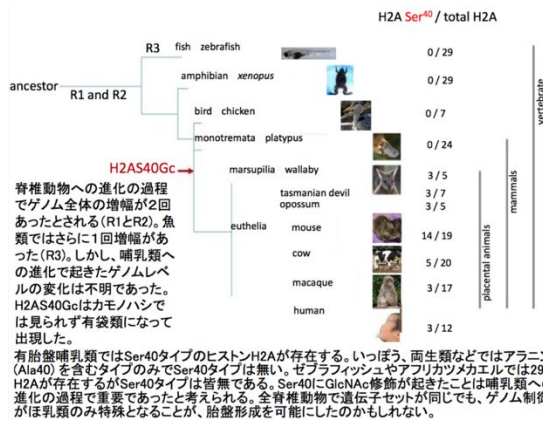 H2A Ser40 / total H2A
R3 fish zebrafish 0 / 29
ancestor
R1 and R2
amphibian xenopus 0 / 29
bird chicken 0 / 7
monotremata platypus 0 / 24
H2AS40Gc
marsupilia wallaby 3 / 5
tasmanian devil 3 / 7
opossum 3 / 5
euthelia mouse 14 / 19
cow 5 / 20
macaque 3 / 17
human 3 / 12
placental animals
mammals
vertebrate
脊椎動物への進化の過程
でゲノム全体の増幅が2回
あったとされる(R1とR2)。魚
類ではさらに1回増幅があ
った(R3)。しかし、哺乳類へ
の進化で起きたゲノムレベ
ルの変化は不明であった。
H2AS40Gcはカモノハシで
は見られず有袋類になって
出現した。
有胎盤哺乳類ではSer40タイプのヒストンH2Aが存在する。いっぽう、両生類などではアラニン
(Ala40) を含むタイプのみでSer40タイプは無い。ゼブラフィッシュやアフリカツメカエルでは29
H2Aが存在するがSer40タイプは皆無である。Ser40にGlcNAc修飾が起きたことは哺乳類への
進化の過程で重要であったと考えられる。全脊椎動物で遺伝子セットが同じでも、ゲノム制御
がほ乳類のみ特殊となることが、胎盤形成を可能にしたのかもしれない。